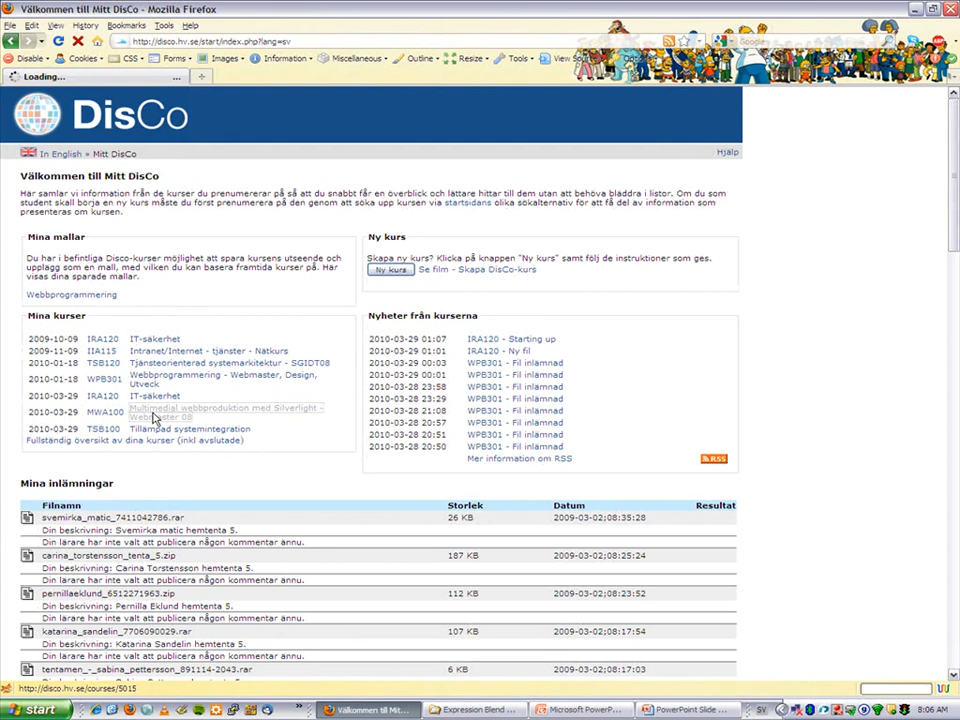 Välkommen till Mitt DisCo - Mozilla Firefox
File Edit View History Bookmarks Tools Help
http://disco.hv.se/start/index.php?lang=sv
Google
Disable Cookies CSS Forms Images Information Miscellaneous Outline Resize Tools View Sou
Loading...
DisCo
In English » Mitt DisCo
Hjälp
Välkommen till Mitt DisCo
Här samlar vi information från de kurser du prenumererar på så att du snabbt får en överblick och lättare hittar till dem utan att behöva bläddra i listor. Om du som
student skall börja en ny kurs måste du först prenumerera på den genom att söka upp kursen via startsidans olika sökalternativ för att få del av information som
presenteras om kursen.
Mina mallar
Du har i befintliga Disco-kurser möjlighet att spara kursens utseende och
upplägg som en mall, med vilken du kan basera framtida kurser på. Här
visas dina sparade mallar.
Webbprogrammering
Ny kurs
Skapa ny kurs? Klicka på knappen "Ny kurs" samt följ de instruktioner som ges.
Ny kurs Se film - Skapa DisCo-kurs
Mina kurser
2009-10-09 IRA120 IT-säkerhet
2009-11-09 IIA115 Intranet/Internet - tjänster - Nätkurs
2010-01-18 TSB120 Tjänsteorienterad systemarkitektur - SGIDT08
2010-01-18 WPB301 Webbprogrammering - Webmaster, Design,
Utveck
2010-03-29 IRA120 IT-säkerhet
2010-03-29 MWA100 Multimedial webbproduktion med Silverlight -
Webmaster 08
2010-03-29 TSB100 Tillämpad systemintegration
Fullständig översikt av dina kurser (inkl avslutade)
Nyheter från kurserna
2010-03-29 01:07 IRA120 - Starting up
2010-03-29 01:01 IRA120 - Ny fil
2010-03-29 00:03 WPB301 - Fil inlämnad
2010-03-29 00:01 WPB301 - Fil inlämnad
2010-03-28 23:58 WPB301 - Fil inlämnad
2010-03-28 23:29 WPB301 - Fil inlämnad
2010-03-28 21:08 WPB301 - Fil inlämnad
2010-03-28 20:57 WPB301 - Fil inlämnad
2010-03-28 20:51 WPB301 - Fil inlämnad
2010-03-28 20:50 WPB301 - Fil inlämnad
Mer information om RSS
RSS
Mina inlämningar
Filnamn Storlek Datum Resultat
svemirka_matic_7411042786.rar 26 KB 2009-03-02;08:35:28
Din beskrivning: Svemirka matic hemtenta 5.
Din lärare har inte valt att publicera någon kommentar ännu.
carina_torstensson_tenta_5.zip 187 KB 2009-03-02;08:25:24
Din beskrivning: Carina Torstensson hemtenta 5.
Din lärare har inte valt att publicera någon kommentar ännu.
pernillaeklund_6512271963.zip 112 KB 2009-03-02;08:23:52
Din beskrivning: Pernilla Eklund hemtenta 5.
Din lärare har inte valt att publicera någon kommentar ännu.
katarina_sandelin_7706090029.rar 107 KB 2009-03-02;08:17:54
Din beskrivning: Katarina Sandelin hemtenta 5.
Din lärare har inte valt att publicera någon kommentar ännu.
tentamen_-_sabina_pettersson_891114-2043.rar 6 KB 2009-03-02;08:17:03
http://disco.hv.se/courses/5015
start Välkommen till Mitt... Expression Blend ... Microsoft PowerP... PowerPoint Slide ... SV 8:06 AM